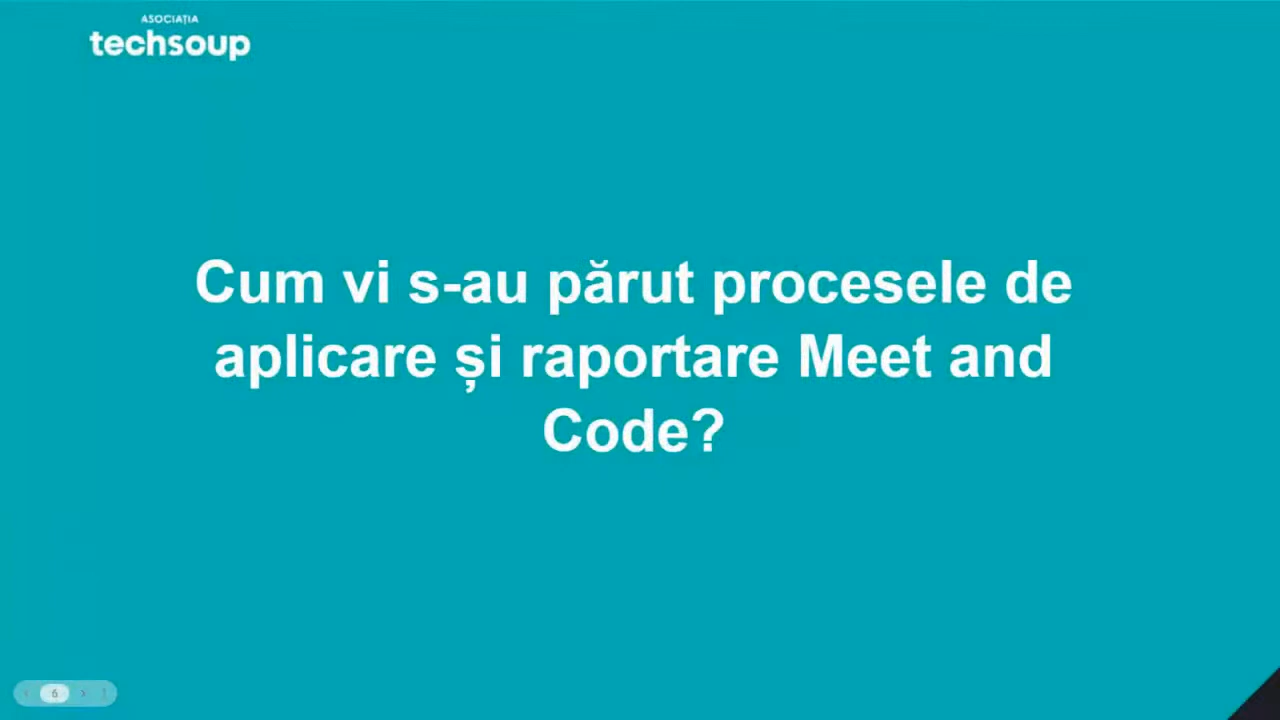 ASOCIAȚIA
techsoup
Cum vi s-au părut procesele de
aplicare și raportare Meet and
Code?
6